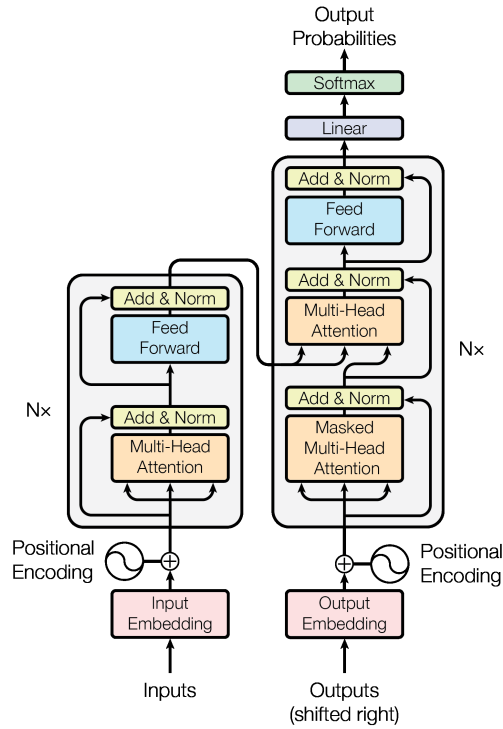 Output
Probabilities
Softmax
Linear
Add & Norm
Feed
Forward
Add & Norm
Multi-Head
Attention
Add & Norm
Masked
Multi-Head
Attention
Nx
Add & Norm
Feed
Forward
Add & Norm
Multi-Head
Attention
Nx
Positional
Encoding
Positional
Encoding
Input
Embedding
Output
Embedding
Inputs
Outputs
(shifted right)